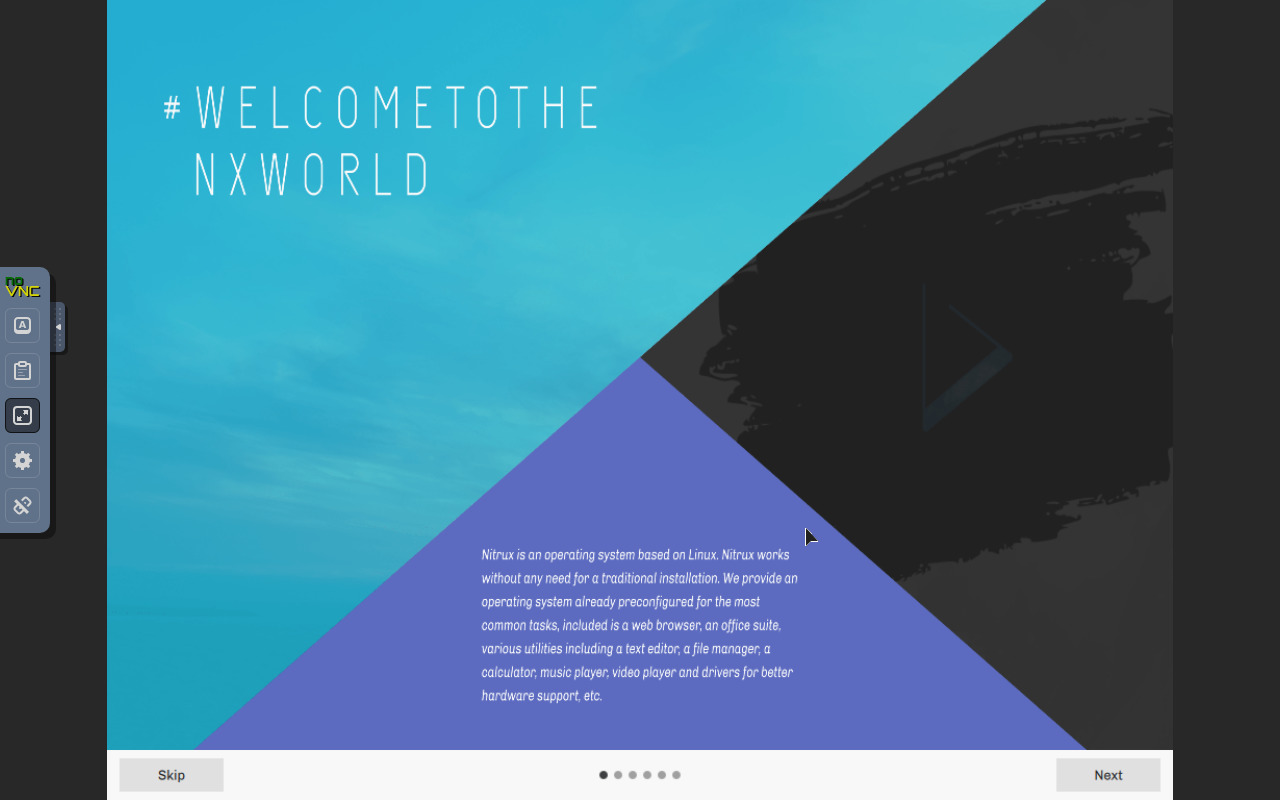 # WELCOMETOTHE
NXWORLD
no
VNC
A
Nitrux is an operating system based on Linux. Nitrux works
without any need for a traditional installation. We provide an
operating system already preconfigured for the most
common tasks, included is a web browser, an office suite,
various utilities including a text editor, a file manager, a
calculator, music player, video player and drivers for better
hardware support, etc.
Skip
Next